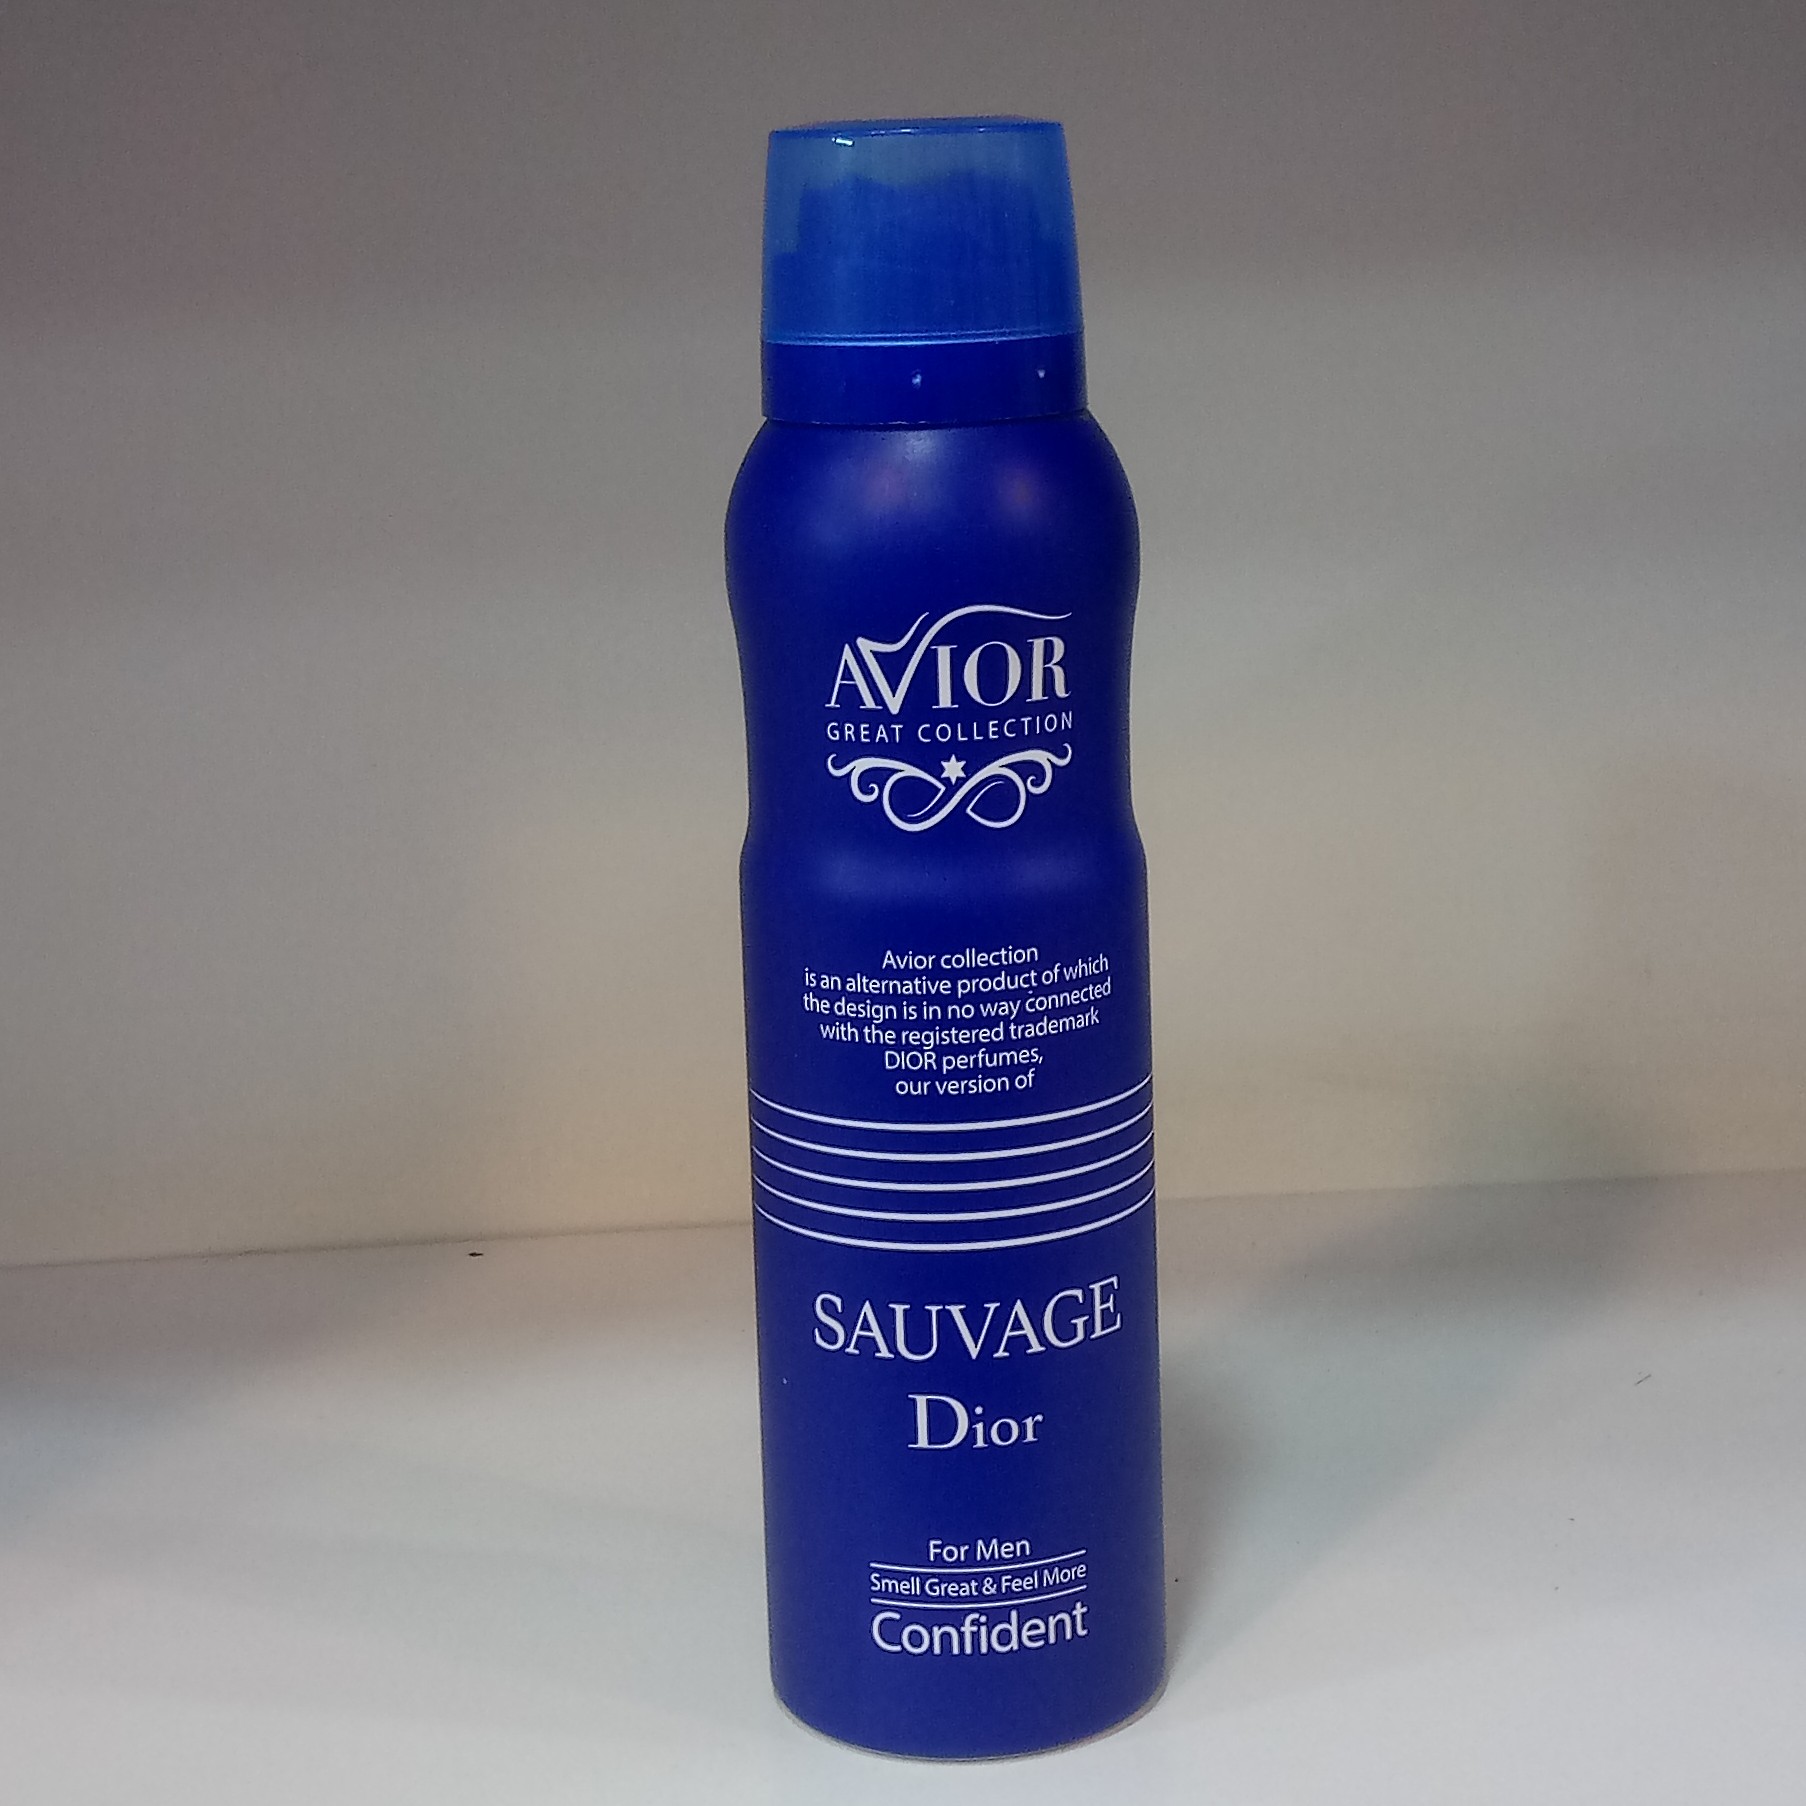 AVIOR
GREAT COLLECTION
Avior collection
is an alternative product of which
the design is in no way connected
with the registered trademark
DIOR perfumes,
our version of
SAUVAGE
Dior
For Men
Smell Great & Feel More
Confident